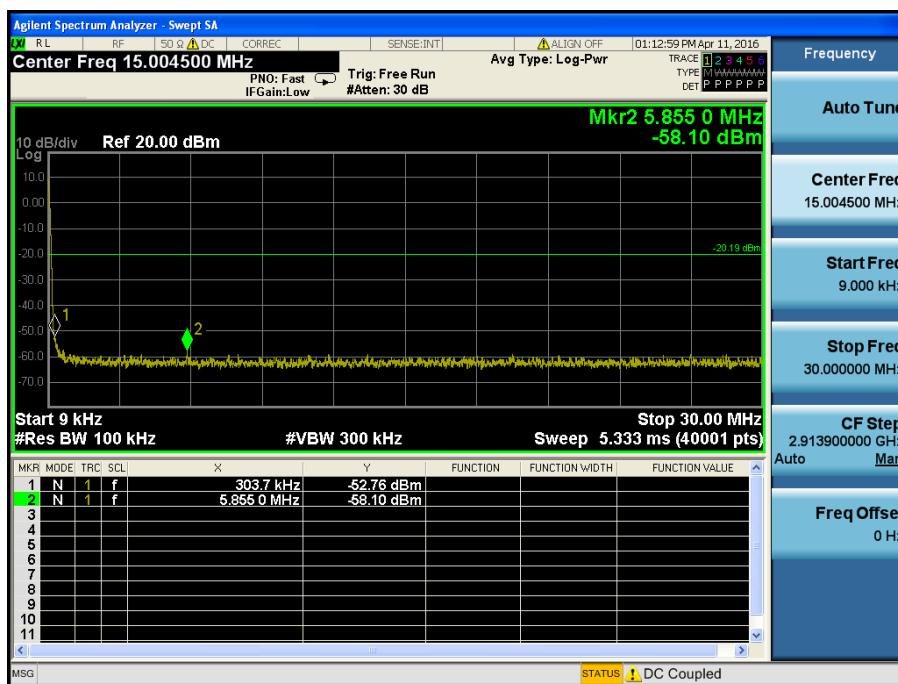 Agilent Spectrum Analyzer - Swept SA
LXI RL RF 50 Ω DC CORREC SENSE:INT ALIGN OFF 01:12:59 PM Apr 11, 2016
Center Freq 15.004500 MHz
PNO: Fast
IFGain:Low
Trig: Free Run
#Atten: 30 dB
Avg Type: Log-Pwr
TRACE 1 2 3 4 5 6
TYPE M WWWWW
DET P P P P P P
Mkr2 5.855 0 MHz
-58.10 dBm
10 dB/div Ref 20.00 dBm
Log
10.0
0.00
-10.0
-20.0
-20.19 dBm
-30.0
-40.0
1
-50.0
2
-60.0
-70.0
Start 9 kHz Stop 30.00 MHz
#Res BW 100 kHz #VBW 300 kHz Sweep 5.333 ms (40001 pts)
MKR MODE TRC SCL X Y FUNCTION FUNCTION WIDTH FUNCTION VALUE
1 N 1 f 303.7 kHz -52.76 dBm
2 N 1 f 5.855 0 MHz -58.10 dBm
3
4
5
6
7
8
9
10
11
MSG STATUS DC Coupled
Frequency
Auto Tune
Center Freq
15.004500 MHz
Start Freq
9.000 kHz
Stop Freq
30.000000 MHz
CF Step
2.913900000 GHz
Auto Man
Freq Offset
0 Hz